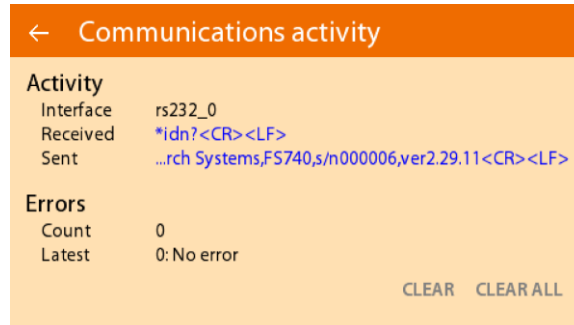 ← Communications activity
Activity
Interface rs232_0
Received *idn?<CR><LF>
Sent ...rch Systems,FS740,s/n000006,ver2.29.11<CR><LF>
Errors
Count 0
Latest 0: No error
CLEAR CLEAR ALL